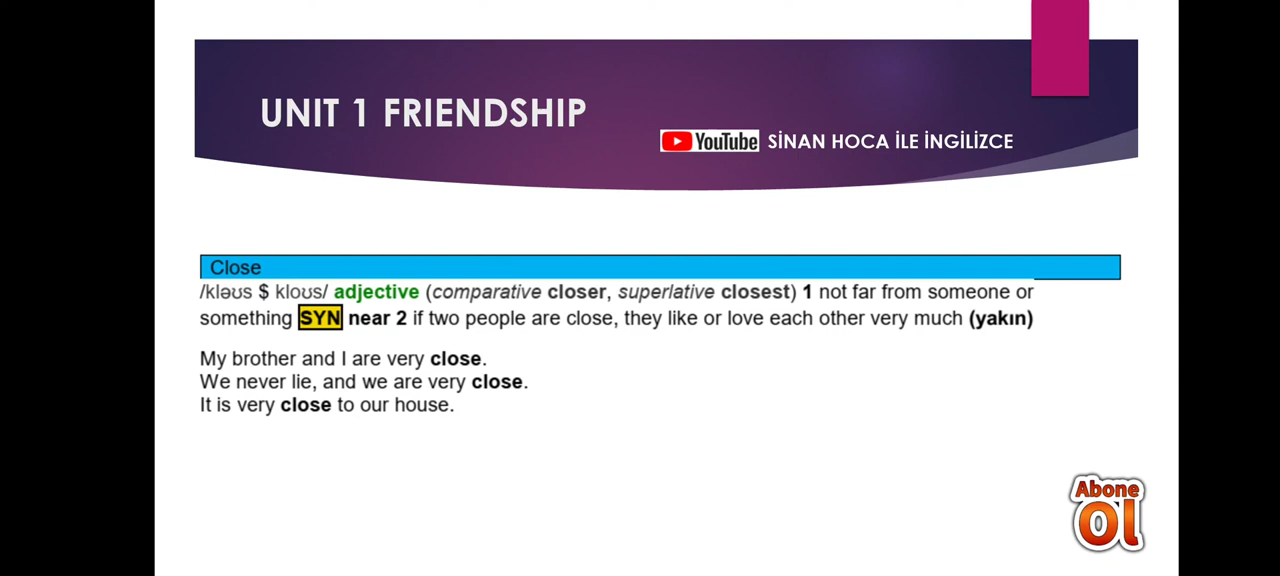 UNIT 1 FRIENDSHIP
YouTube SİNAN HOCA İLE İNGİLİZCE
Close
/kləʊs $ kloʊs/ adjective (comparative closer, superlative closest) 1 not far from someone or
something SYN near 2 if two people are close, they like or love each other very much (yakın)
My brother and I are very close.
We never lie, and we are very close.
It is very close to our house.
Abone
Ol